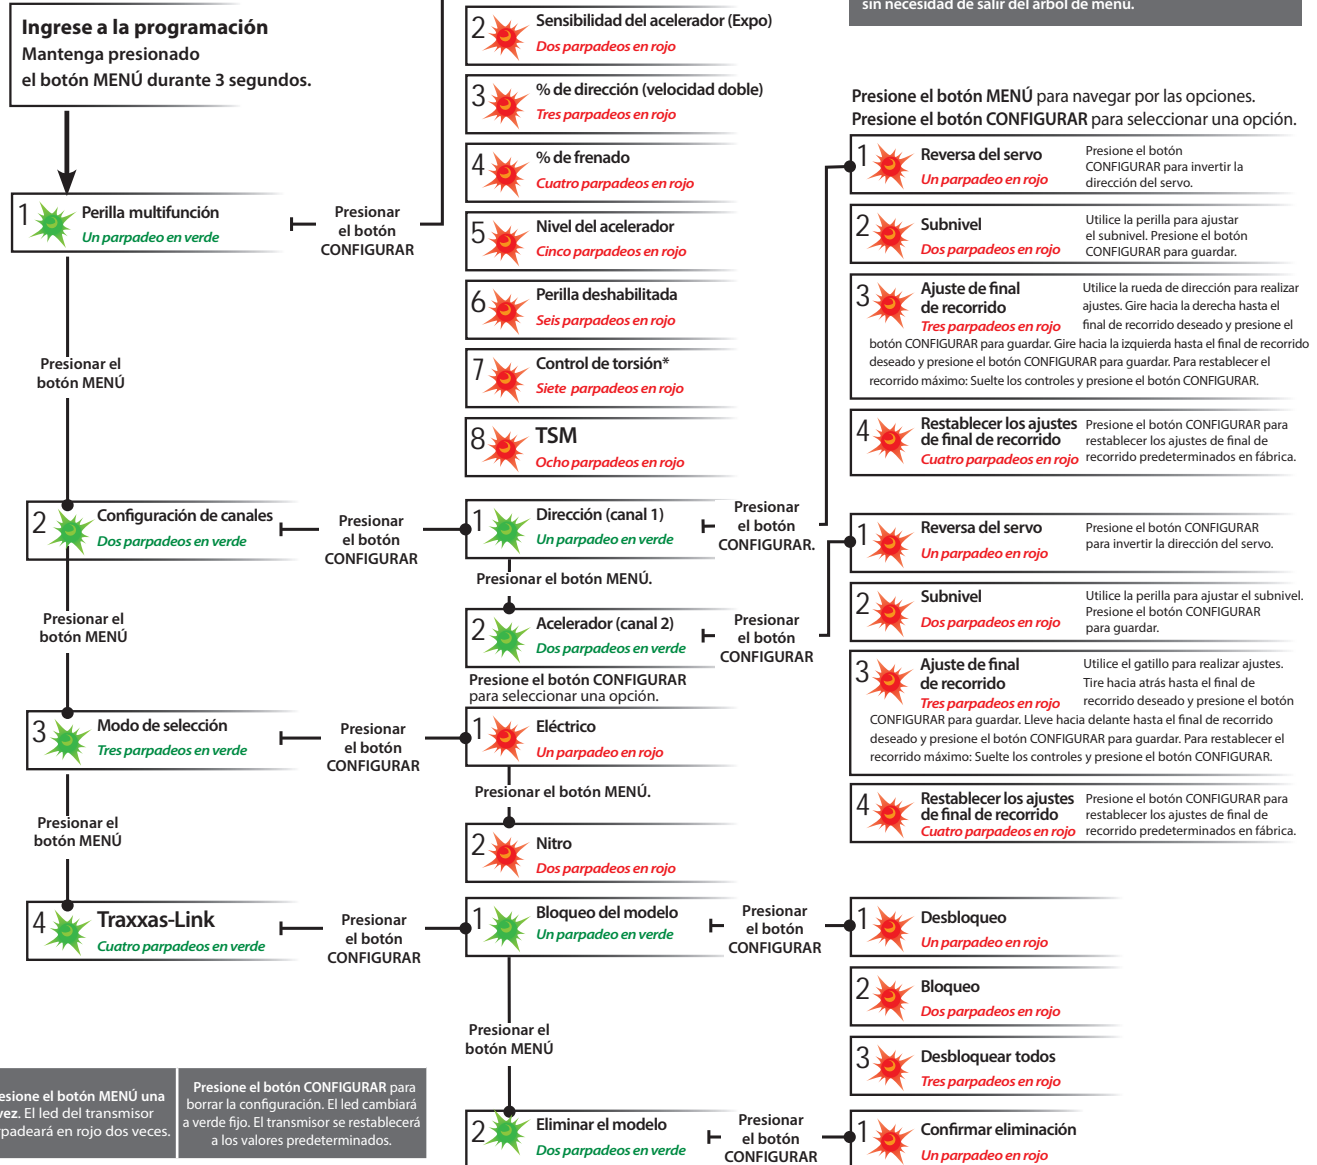 sin necesidad de salir del árbol de menú.
Ingrese a la programación
Mantenga presionado
el botón MENÚ durante 3 segundos.
2 Sensibilidad del acelerador (Expo)
Dos parpadeos en rojo
3 % de dirección (velocidad doble)
Tres parpadeos en rojo
4 % de frenado
Cuatro parpadeos en rojo
5 Nivel del acelerador
Cinco parpadeos en rojo
6 Perilla deshabilitada
Seis parpadeos en rojo
7 Control de torsión*
Siete parpadeos en rojo
8 TSM
Ocho parpadeos en rojo
1 Perilla multifunción
Un parpadeo en verde
Presionar
el botón
CONFIGURAR
Presionar el
botón MENÚ
Presione el botón MENÚ para navegar por las opciones.
Presione el botón CONFIGURAR para seleccionar una opción.
1 Reversa del servo
Un parpadeo en rojo
Presione el botón
CONFIGURAR para invertir la
dirección del servo.
2 Subnivel
Dos parpadeos en rojo
Utilice la perilla para ajustar
el subnivel. Presione el botón
CONFIGURAR para guardar.
3 Ajuste de final
de recorrido
Tres parpadeos en rojo
Utilice la rueda de dirección para realizar
ajustes. Gire hacia la derecha hasta el
final de recorrido deseado y presione el
botón CONFIGURAR para guardar. Gire hacia la izquierda hasta el final de recorrido
deseado y presione el botón CONFIGURAR para guardar. Para restablecer el
recorrido máximo: Suelte los controles y presione el botón CONFIGURAR.
4 Restablecer los ajustes
de final de recorrido
Cuatro parpadeos en rojo
Presione el botón CONFIGURAR para
restablecer los ajustes de final de
recorrido predeterminados en fábrica.
2 Configuración de canales
Dos parpadeos en verde
Presionar
el botón
CONFIGURAR
1 Dirección (canal 1)
Un parpadeo en verde
Presionar
el botón
CONFIGURAR.
Presionar el botón MENÚ.
2 Acelerador (canal 2)
Dos parpadeos en verde
Presionar
el botón
CONFIGURAR
1 Reversa del servo
Un parpadeo en rojo
Presione el botón CONFIGURAR
para invertir la dirección del servo.
2 Subnivel
Dos parpadeos en rojo
Utilice la perilla para ajustar el subnivel.
Presione el botón CONFIGURAR
para guardar.
3 Ajuste de final
de recorrido
Tres parpadeos en rojo
Utilice el gatillo para realizar ajustes.
Tire hacia atrás hasta el final de
recorrido deseado y presione el botón
CONFIGURAR para guardar. Lleve hacia delante hasta el final de recorrido
deseado y presione el botón CONFIGURAR para guardar. Para restablecer el
recorrido máximo: Suelte los controles y presione el botón CONFIGURAR.
4 Restablecer los ajustes
de final de recorrido
Cuatro parpadeos en rojo
Presione el botón CONFIGURAR para
restablecer los ajustes de final de
recorrido predeterminados en fábrica.
Presionar el
botón MENÚ
Presione el botón CONFIGURAR
para seleccionar una opción.
3 Modo de selección
Tres parpadeos en verde
Presionar
el botón
CONFIGURAR
1 Eléctrico
Un parpadeo en rojo
Presionar el botón MENÚ.
2 Nitro
Dos parpadeos en rojo
Presionar el
botón MENÚ
4 Traxxas-Link
Cuatro parpadeos en verde
Presionar
el botón
CONFIGURAR
1 Bloqueo del modelo
Un parpadeo en verde
Presionar
el botón
CONFIGURAR
1 Desbloqueo
Un parpadeo en rojo
2 Bloqueo
Dos parpadeos en rojo
3 Desbloquear todos
Tres parpadeos en rojo
Presionar el
botón MENÚ
2 Eliminar el modelo
Dos parpadeos en verde
Presionar
el botón
CONFIGURAR
1 Confirmar eliminación
Un parpadeo en rojo
esione el botón MENÚ una
vez. El led del transmisor
rpadeará en rojo dos veces.
Presione el botón CONFIGURAR para
borrar la configuración. El led cambiará
a verde fijo. El transmisor se restablecerá
a los valores predeterminados.